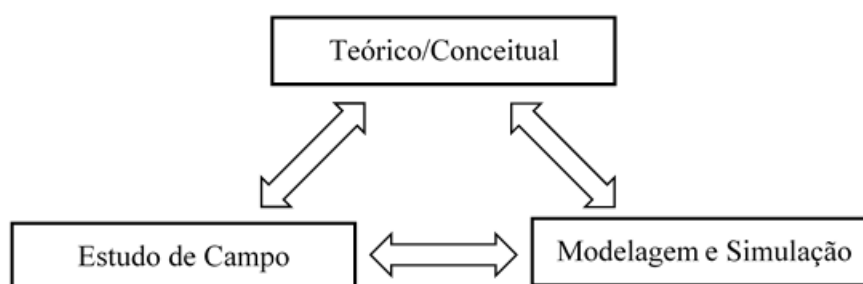 Teórico/Conceitual
Estudo de Campo
Modelagem e Simulação